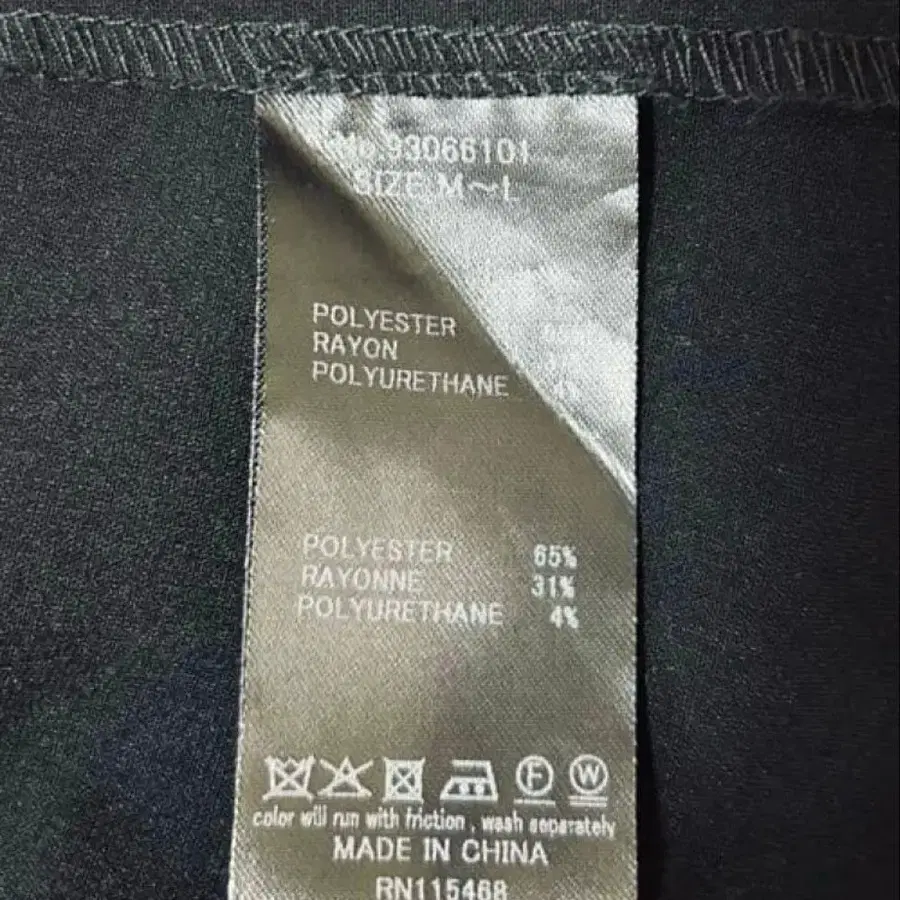 No.93066101
SIZE:M～L
POLYESTER
RAYON
POLYURETHANE 4%
POLYESTER 65%
RAYONNE 31%
POLYURETHANE 4%
F W
color will run with friction , wash separately
MADE IN CHINA
RN115468